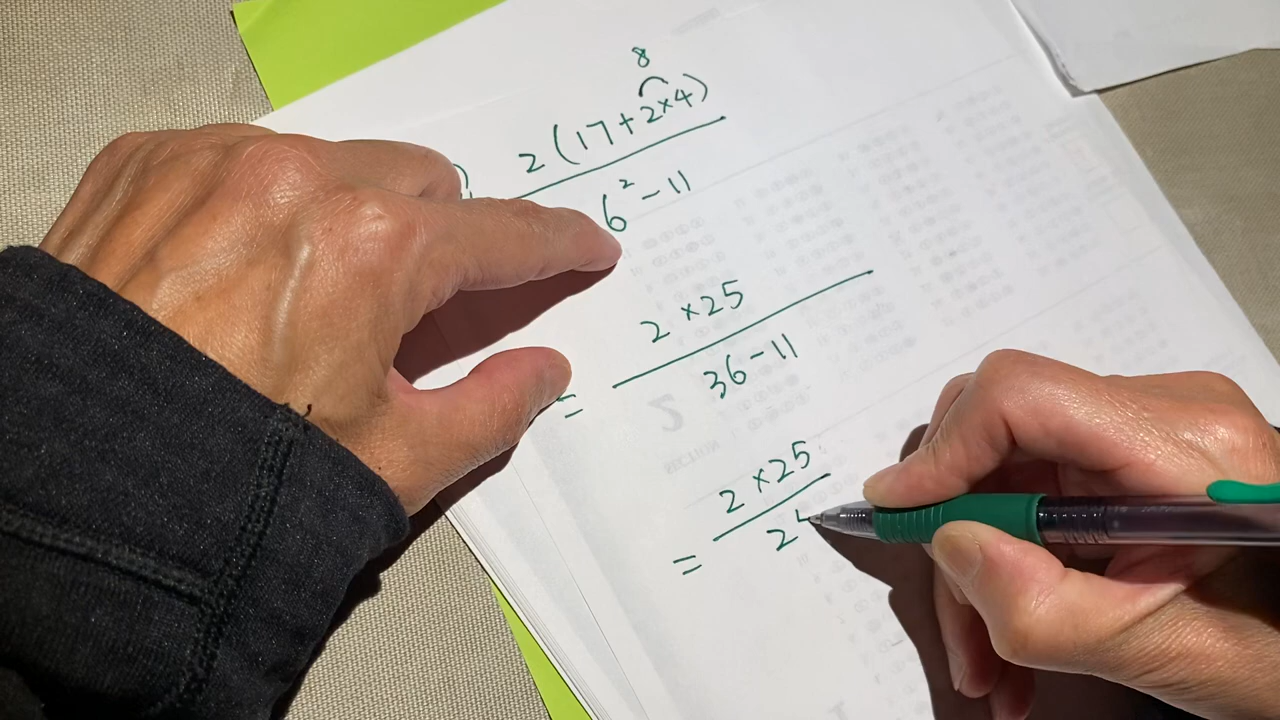 8
2 (17 + 2 × 4)
6² - 11
2 × 25
= 36 - 11
2 × 25
= 2